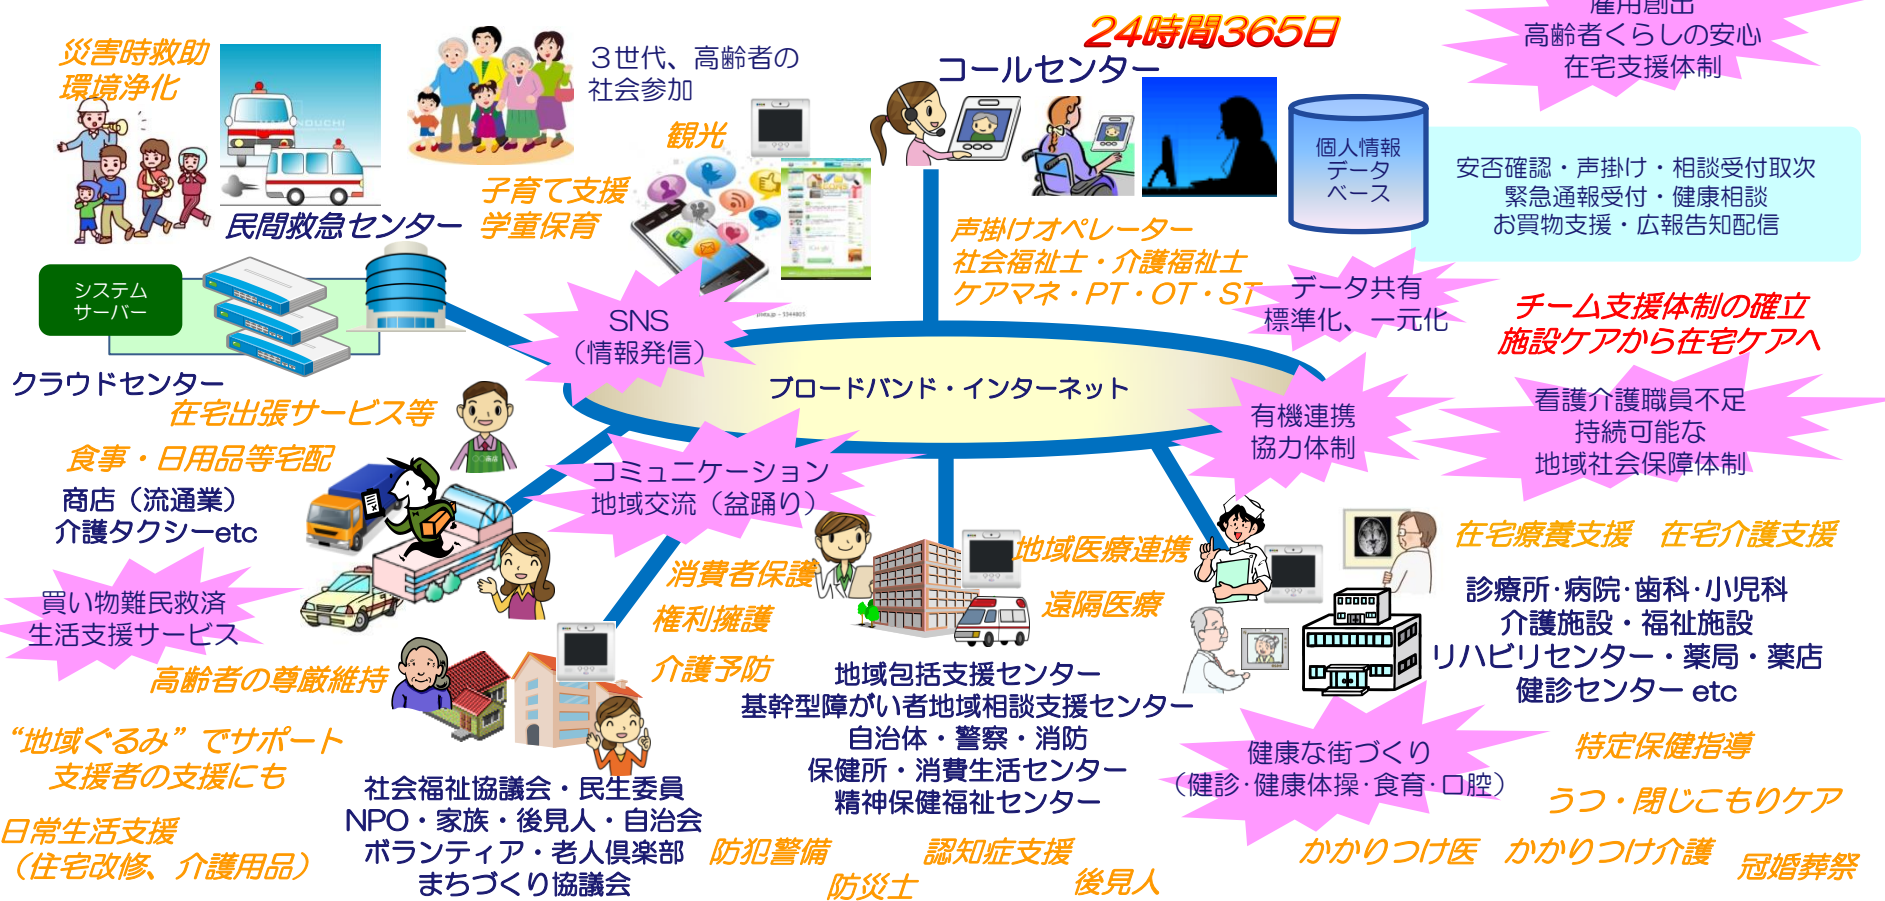 雇用創出
高齢者くらしの安心
在宅支援体制
24時間365日
コールセンター
災害時救助
環境浄化
3世代、高齢者の
社会参加
観光
子育て支援
学童保育
民間救急センター
個人情報
データ
ベース
安否確認・声掛け・相談受付取次
緊急通報受付・健康相談
お買物支援・広報告知配信
声掛けオペレーター
社会福祉士・介護福祉士
ケアマネ・PT・OT・ST
データ共有
標準化、一元化
チーム支援体制の確立
施設ケアから在宅ケアへ
システム
サーバー
クラウドセンター
SNS
（情報発信）
ブロードバンド・インターネット
有機連携
協力体制
看護介護職員不足
持続可能な
地域社会保障体制
在宅出張サービス等
食事・日用品等宅配
商店（流通業）
介護タクシーetc
コミュニケーション
地域交流（盆踊り）
買い物難民救済
生活支援サービス
消費者保護
権利擁護
介護予防
地域医療連携
遠隔医療
在宅療養支援　在宅介護支援
診療所･病院･歯科･小児科
介護施設・福祉施設
リハビリセンター・薬局・薬店
健診センター etc
高齢者の尊厳維持
“地域ぐるみ”でサポート
支援者の支援にも
日常生活支援
（住宅改修、介護用品）
社会福祉協議会・民生委員
NPO・家族・後見人・自治会
ボランティア・老人倶楽部
まちづくり協議会
地域包括支援センター
基幹型障がい者地域相談支援センター
自治体・警察・消防
保健所・消費生活センター
精神保健福祉センター
防犯警備
防災士
認知症支援
後見人
健康な街づくり
（健診･健康体操･食育･口腔）
特定保健指導
うつ・閉じこもりケア
かかりつけ医　かかりつけ介護
冠婚葬祭